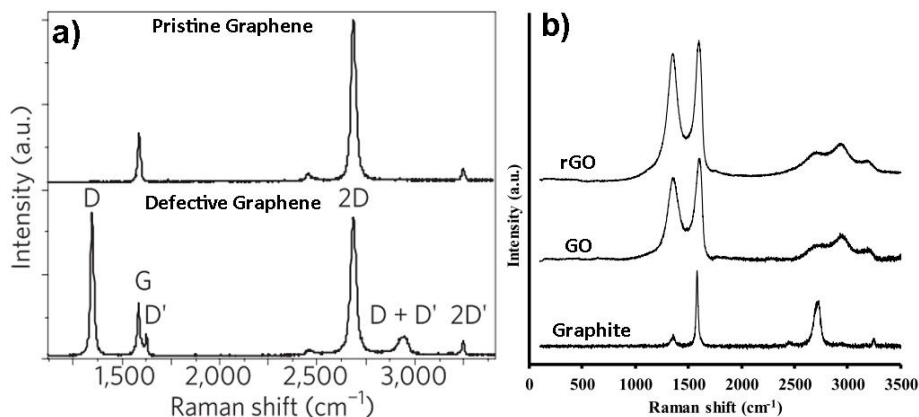 a)
Pristine Graphene
Intensity (a.u.)
D
Defective Graphene
2D
G
D'
D + D'
2D'
1,500
2,000
2,500
3,000
Raman shift (cm⁻¹)
b)
rGO
GO
Graphite
Intensity (a.u.)
0
500
1000
1500
2000
2500
3000
3500
Raman shift (cm⁻¹)